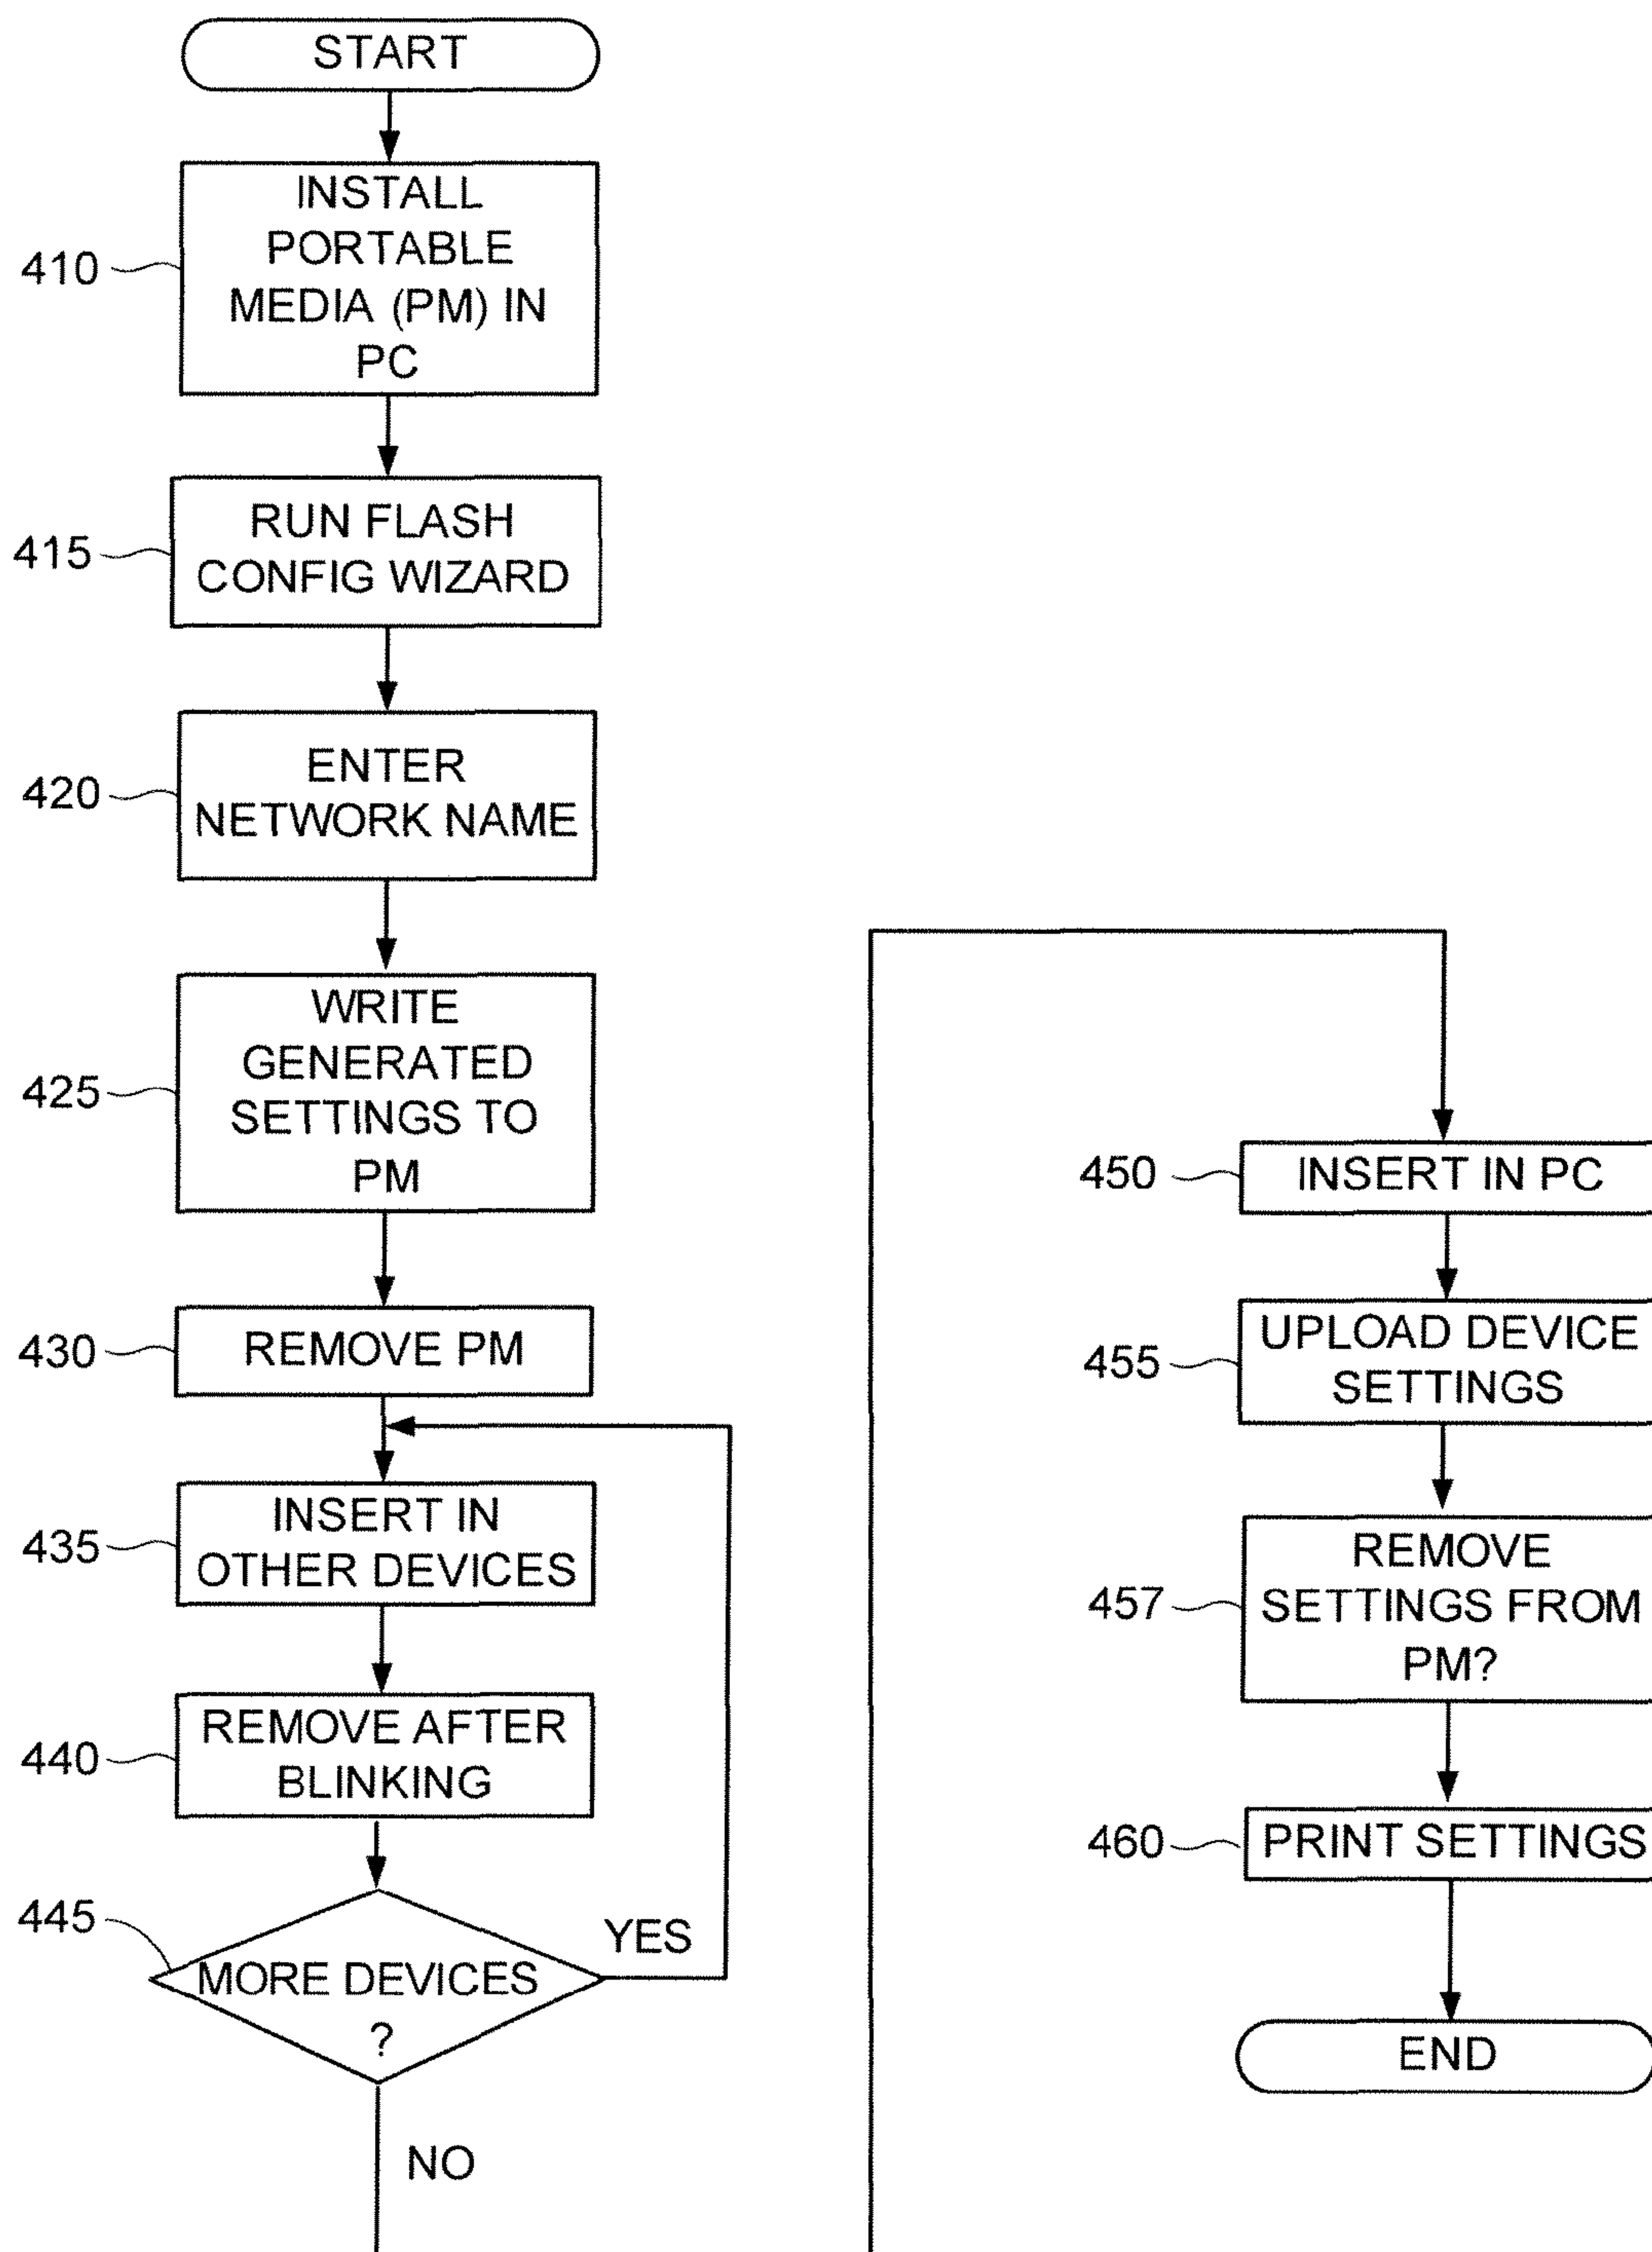 START
410
INSTALL
PORTABLE
MEDIA (PM) IN
PC
415
RUN FLASH
CONFIG WIZARD
420
ENTER
NETWORK NAME
425
WRITE
GENERATED
SETTINGS TO
PM
430
REMOVE PM
435
INSERT IN
OTHER DEVICES
440
REMOVE AFTER
BLINKING
445
MORE DEVICES
?
YES
NO
450
INSERT IN PC
455
UPLOAD DEVICE
SETTINGS
457
REMOVE
SETTINGS FROM
PM?
460
PRINT SETTINGS
END